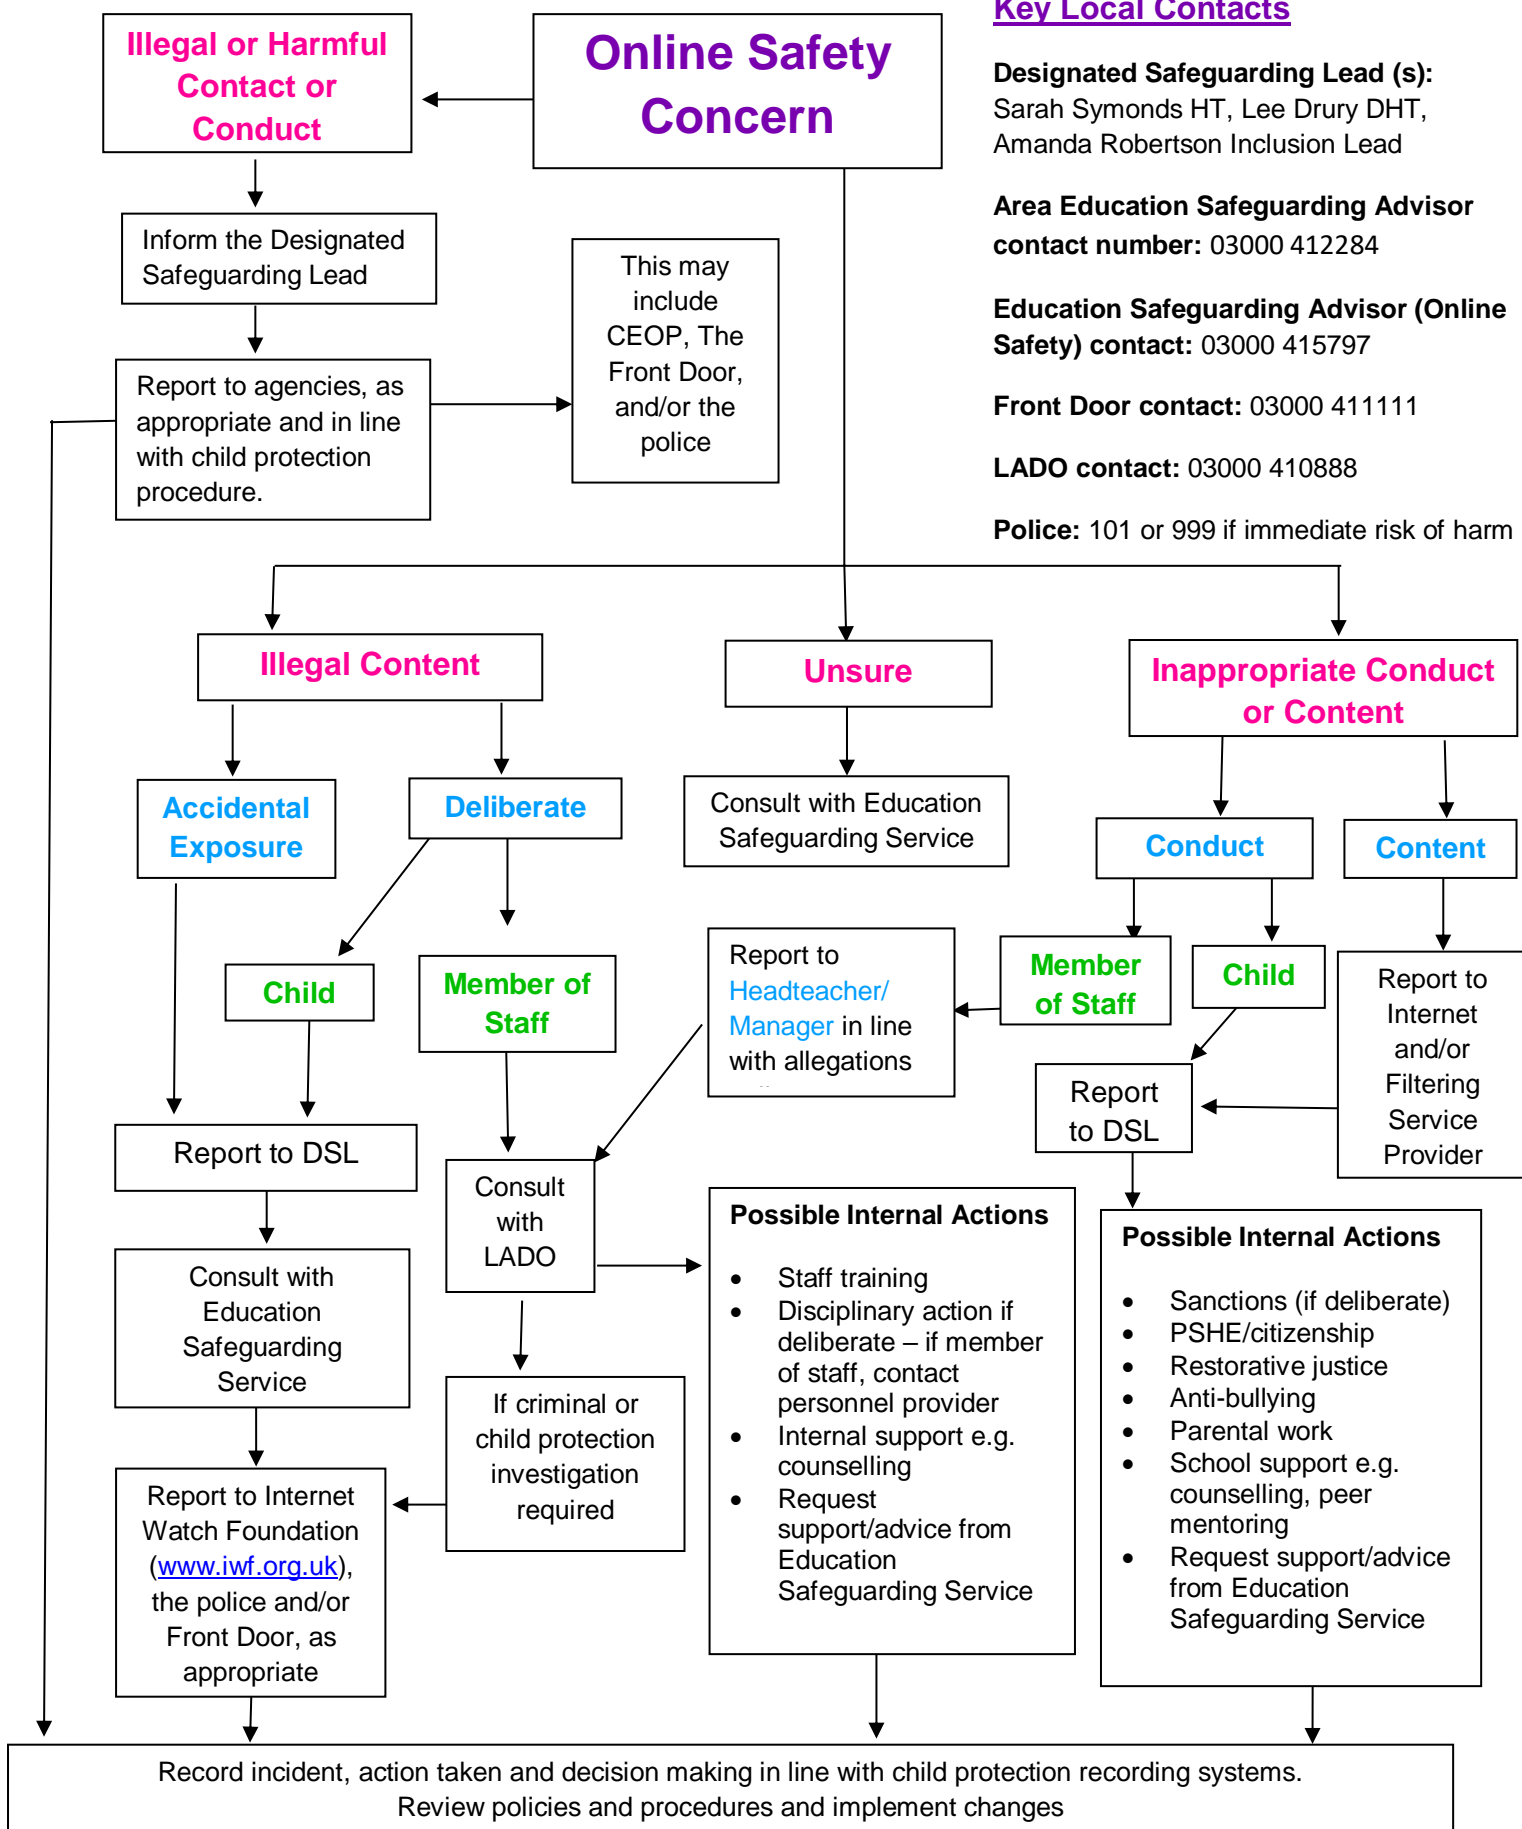 Key Local Contacts
Illegal or Harmful
Contact or
Conduct
Online Safety
Concern
Designated Safeguarding Lead (s):
Sarah Symonds HT, Lee Drury DHT,
Amanda Robertson Inclusion Lead
Area Education Safeguarding Advisor
contact number: 03000 412284
Education Safeguarding Advisor (Online
Safety) contact: 03000 415797
Front Door contact: 03000 411111
LADO contact: 03000 410888
Police: 101 or 999 if immediate risk of harm
Inform the Designated
Safeguarding Lead
This may
include
CEOP, The
Front Door,
and/or the
police
Report to agencies, as
appropriate and in line
with child protection
procedure.
Illegal Content
Unsure
Inappropriate Conduct
or Content
Accidental
Exposure
Deliberate
Consult with Education
Safeguarding Service
Conduct
Content
Child
Member of
Staff
Report to
Headteacher/
Manager in line
with allegations
Member
of Staff
Child
Report to
Internet
and/or
Filtering
Service
Provider
Report to DSL
Consult
with
LADO
Report
to DSL
Consult with
Education
Safeguarding
Service
If criminal or
child protection
investigation
required
Possible Internal Actions
• Staff training
• Disciplinary action if
deliberate – if member
of staff, contact
personnel provider
• Internal support e.g.
counselling
• Request
support/advice from
Education
Safeguarding Service
Possible Internal Actions
• Sanctions (if deliberate)
• PSHE/citizenship
• Restorative justice
• Anti-bullying
• Parental work
• School support e.g.
counselling, peer
mentoring
• Request support/advice
from Education
Safeguarding Service
Report to Internet
Watch Foundation
(www.iwf.org.uk),
the police and/or
Front Door, as
appropriate
Record incident, action taken and decision making in line with child protection recording systems.
Review policies and procedures and implement changes